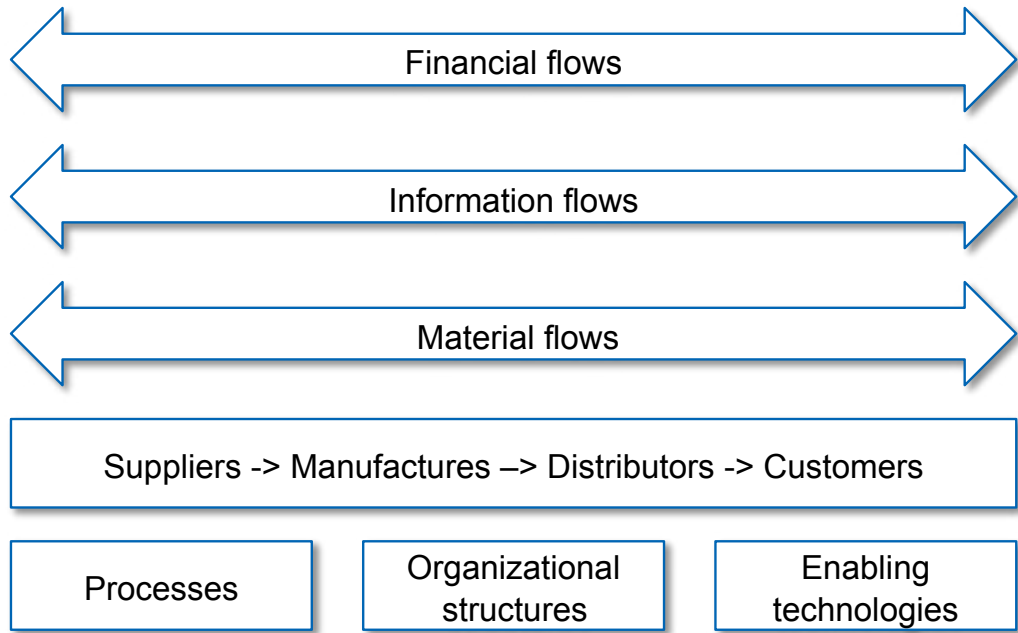 Financial flows
Information flows
Material flows
Suppliers -> Manufactures –> Distributors -> Customers
Processes
Organizational
structures
Enabling
technologies